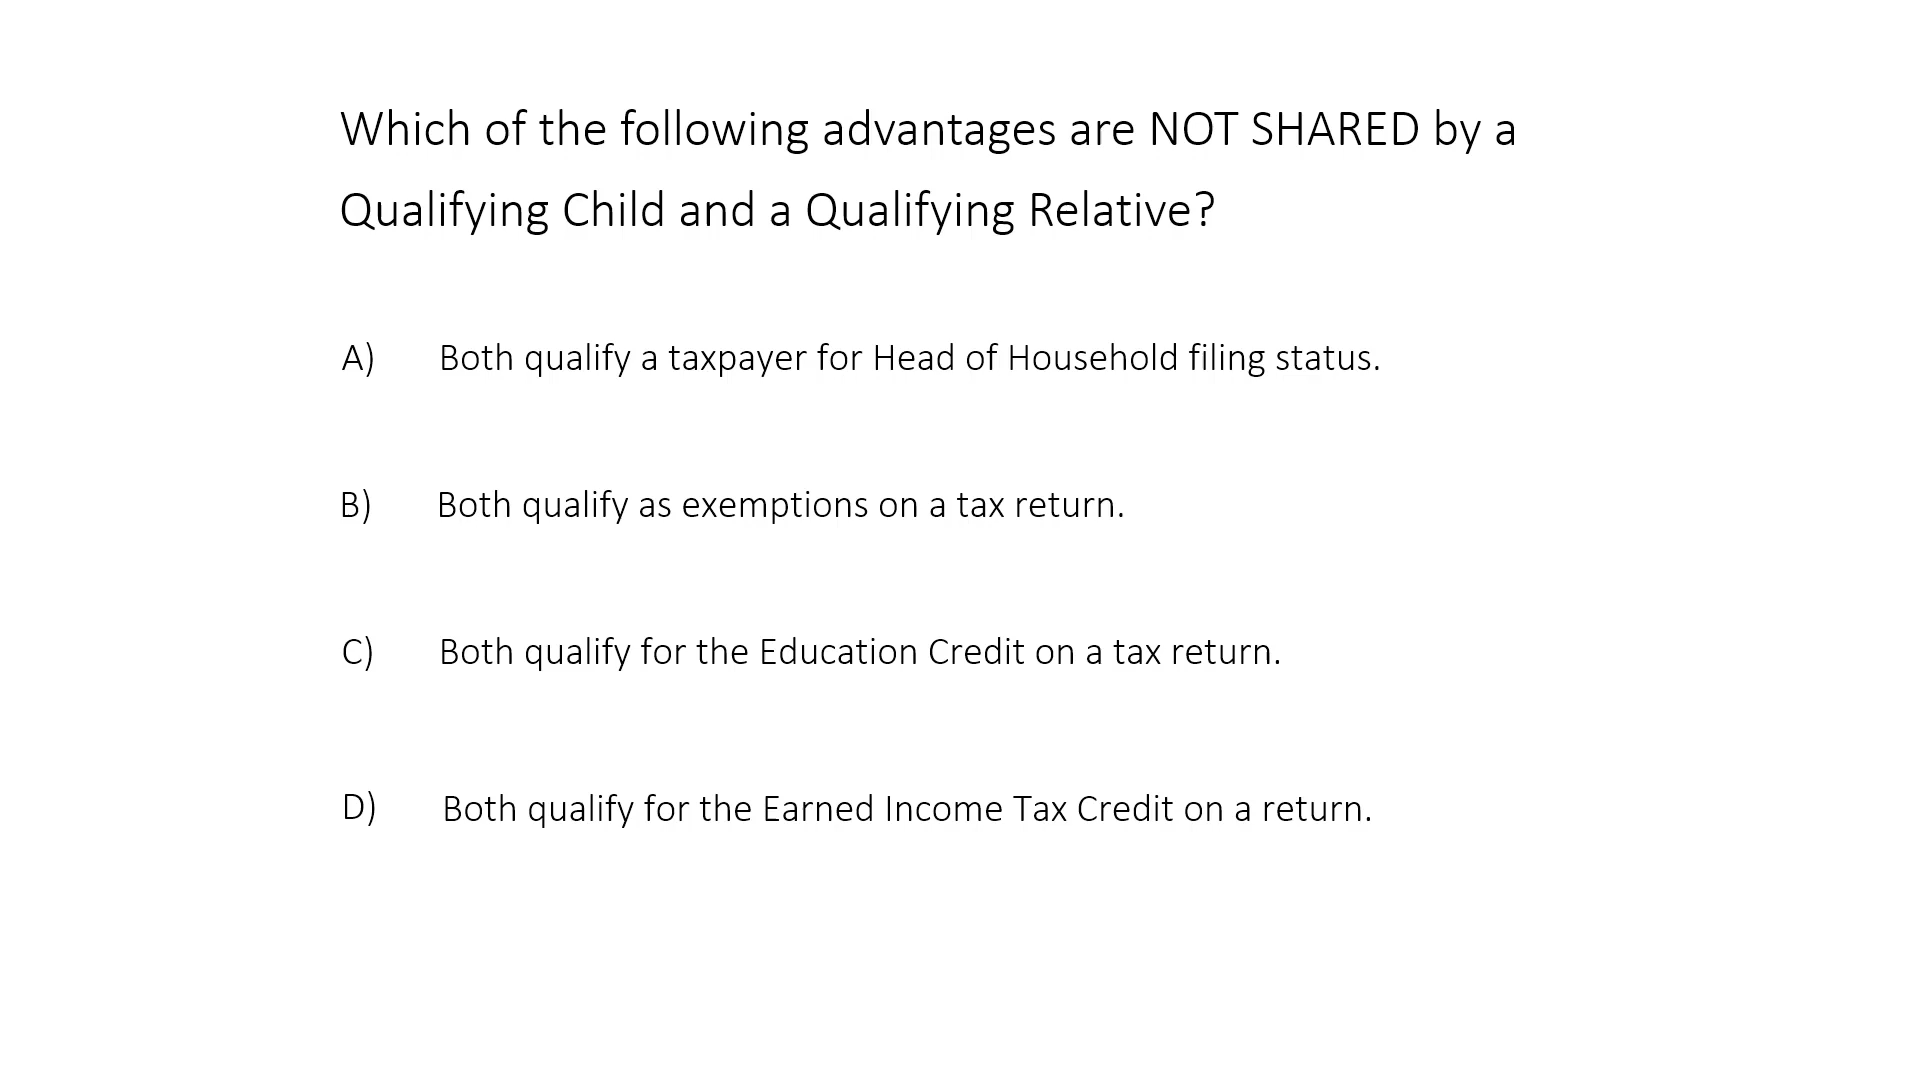 Which of the following advantages are NOT SHARED by a
Qualifying Child and a Qualifying Relative?
A) Both qualify a taxpayer for Head of Household filing status.
B) Both qualify as exemptions on a tax return.
C) Both qualify for the Education Credit on a tax return.
D) Both qualify for the Earned Income Tax Credit on a return.